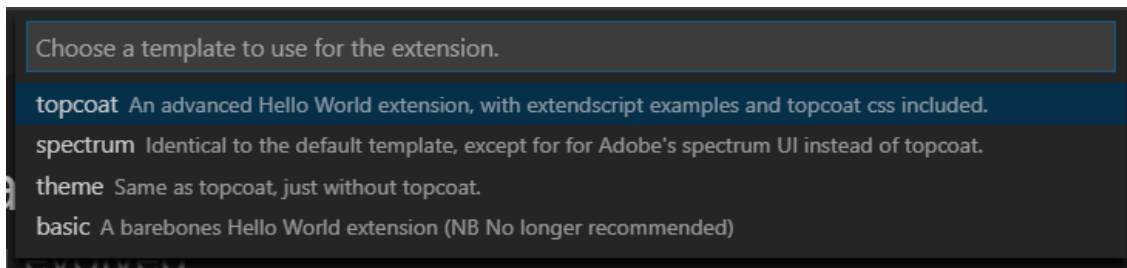 Choose a template to use for the extension.
topcoat An advanced Hello World extension, with extendscript examples and topcoat css included.
spectrum Identical to the default template, except for for Adobe's spectrum UI instead of topcoat.
theme Same as topcoat, just without topcoat.
basic A barebones Hello World extension (NB No longer recommended)